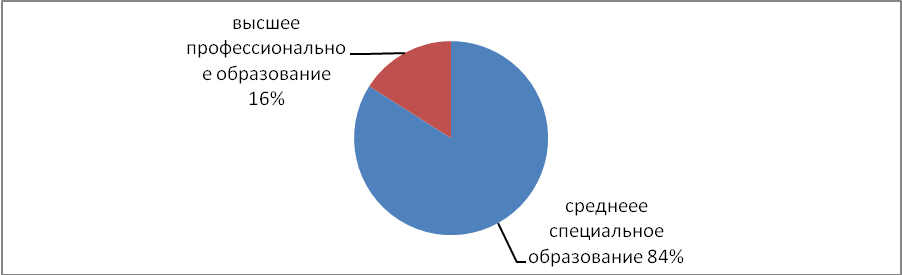 высшее
профессионально
е образование
16%
среднеее
специальное
образование 84%